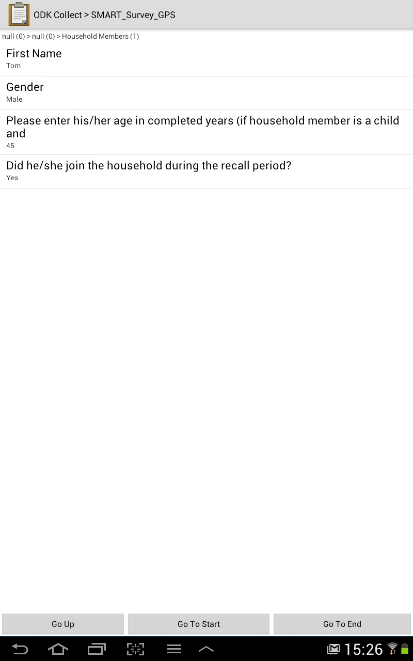 ODK Collect > SMART_Survey_GPS
null (0) > null (0) > Household Members (1)
First Name
Tom
Gender
Male
Please enter his/her age in completed years (if household member is a child
and
45
Did he/she join the household during the recall period?
Yes
Go Up
Go To Start
Go To End
15:26